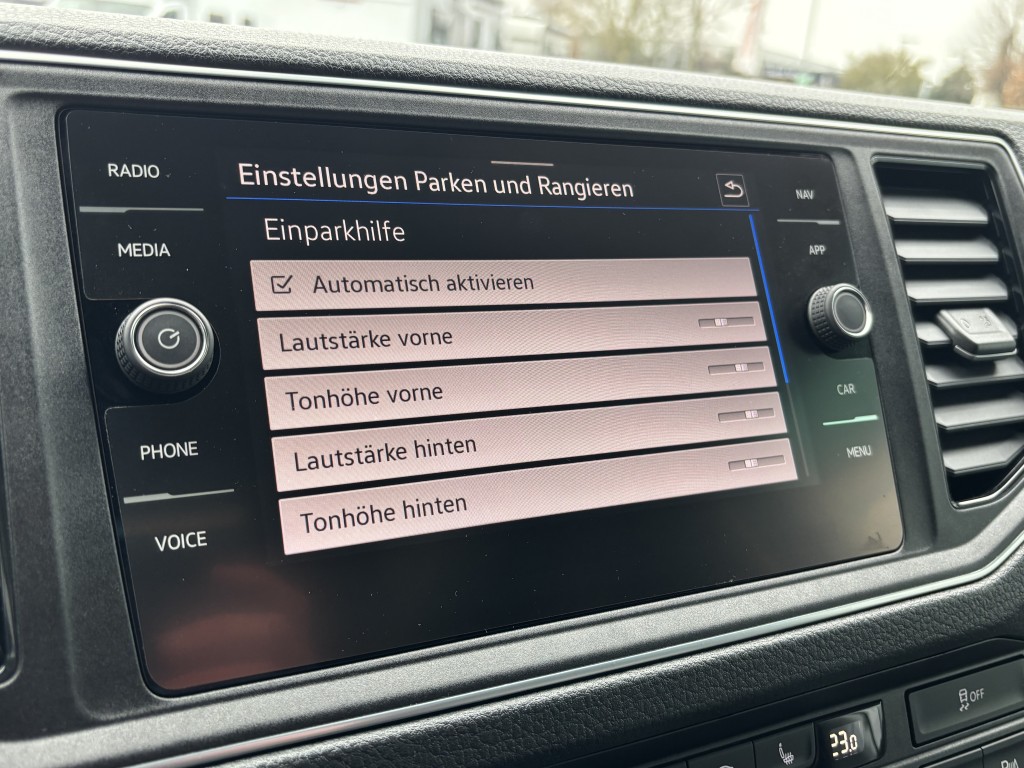 RADIO
MEDIA
PHONE
VOICE
Einstellungen Parken und Rangieren
Einparkhilfe
Automatisch aktivieren
Lautstärke vorne
Tonhöhe vorne
Lautstärke hinten
Tonhöhe hinten
NAV
APP
CAR
MENU
OFF
23.0